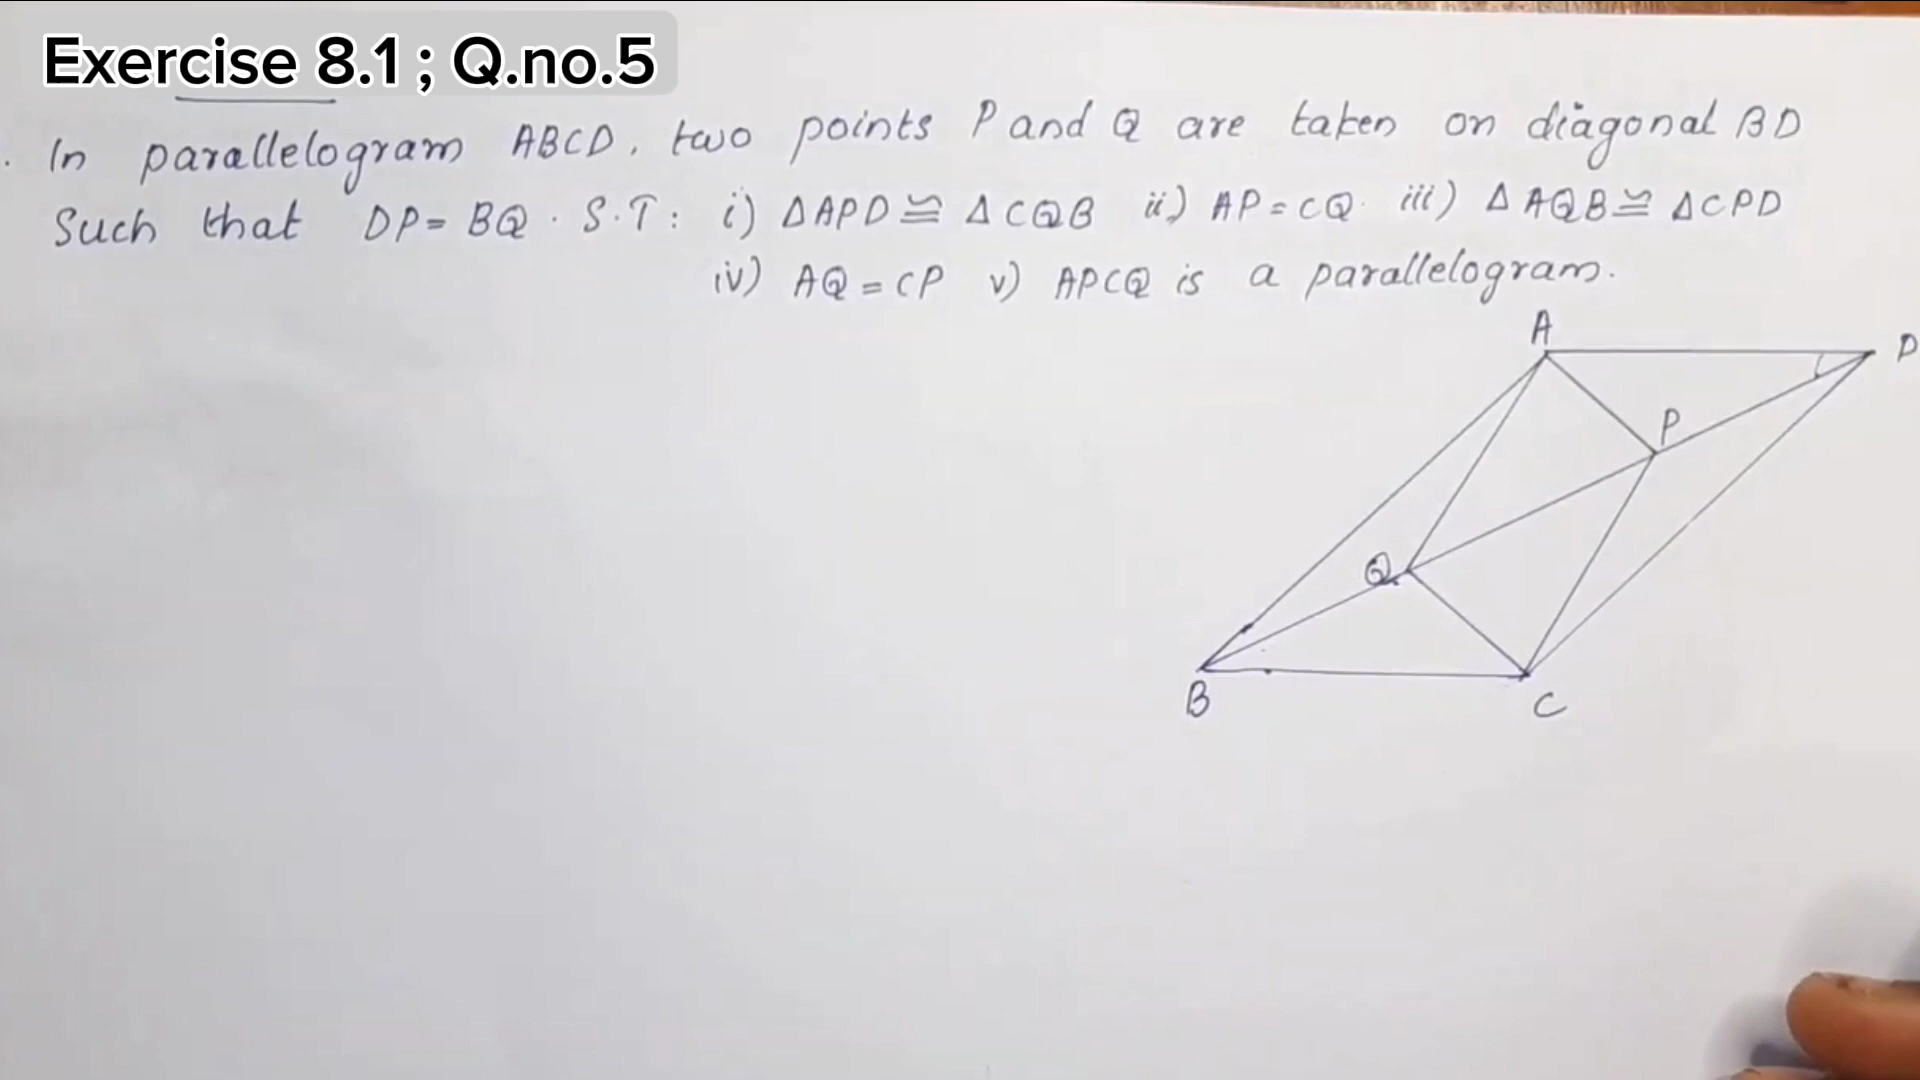 Exercise 8.1 ; Q.no.5
. In parallelogram ABCD, two points P and Q are taken on diagonal BD
Such that DP = BQ . S.T : i) ΔAPD ≅ ΔCQB ii) AP = CQ. iii) ΔAQB ≅ ΔCPD
iv) AQ = CP v) APCQ is a parallelogram.
A
D
P
Q
B
C